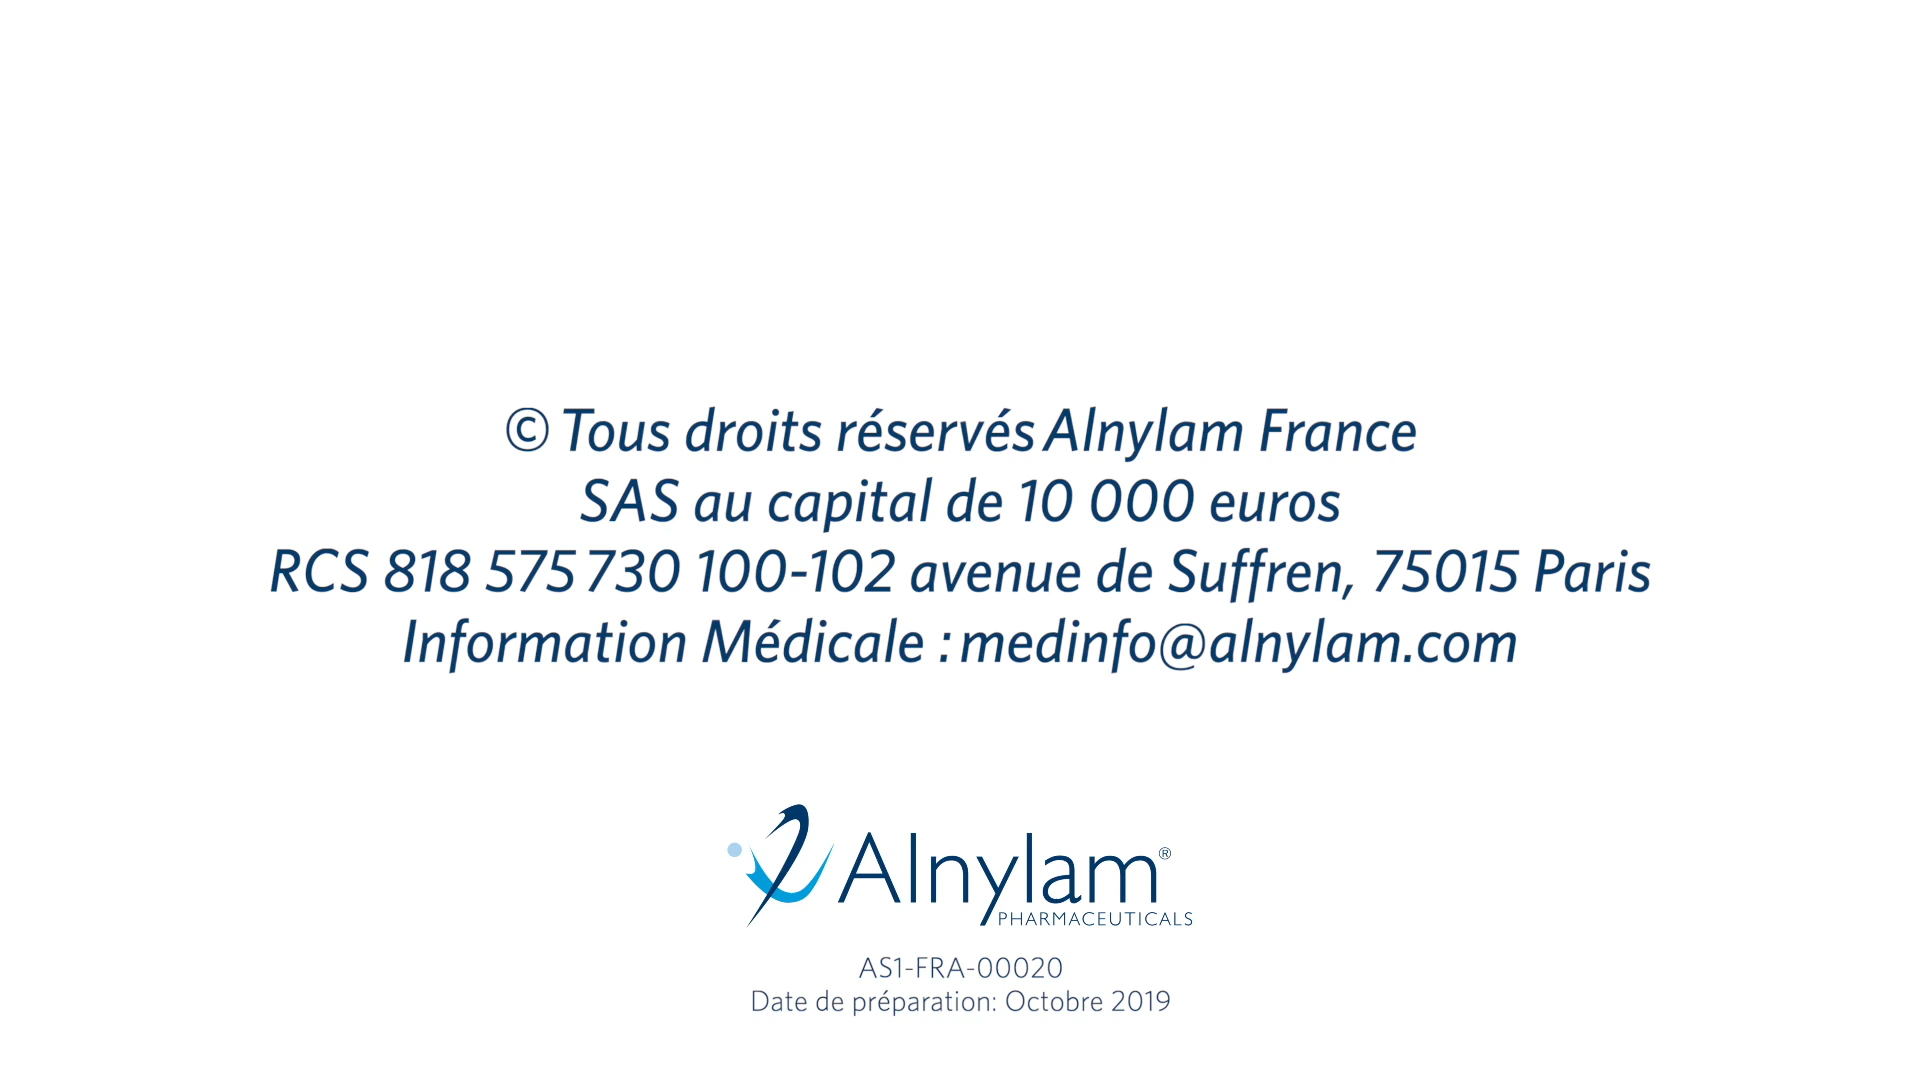 © Tous droits réservés Alnylam France
SAS au capital de 10 000 euros
RCS 818 575 730 100-102 avenue de Suffren, 75015 Paris
Information Médicale : medinfo@alnylam.com
Alnylam®
PHARMACEUTICALS
AS1-FRA-00020
Date de préparation: Octobre 2019